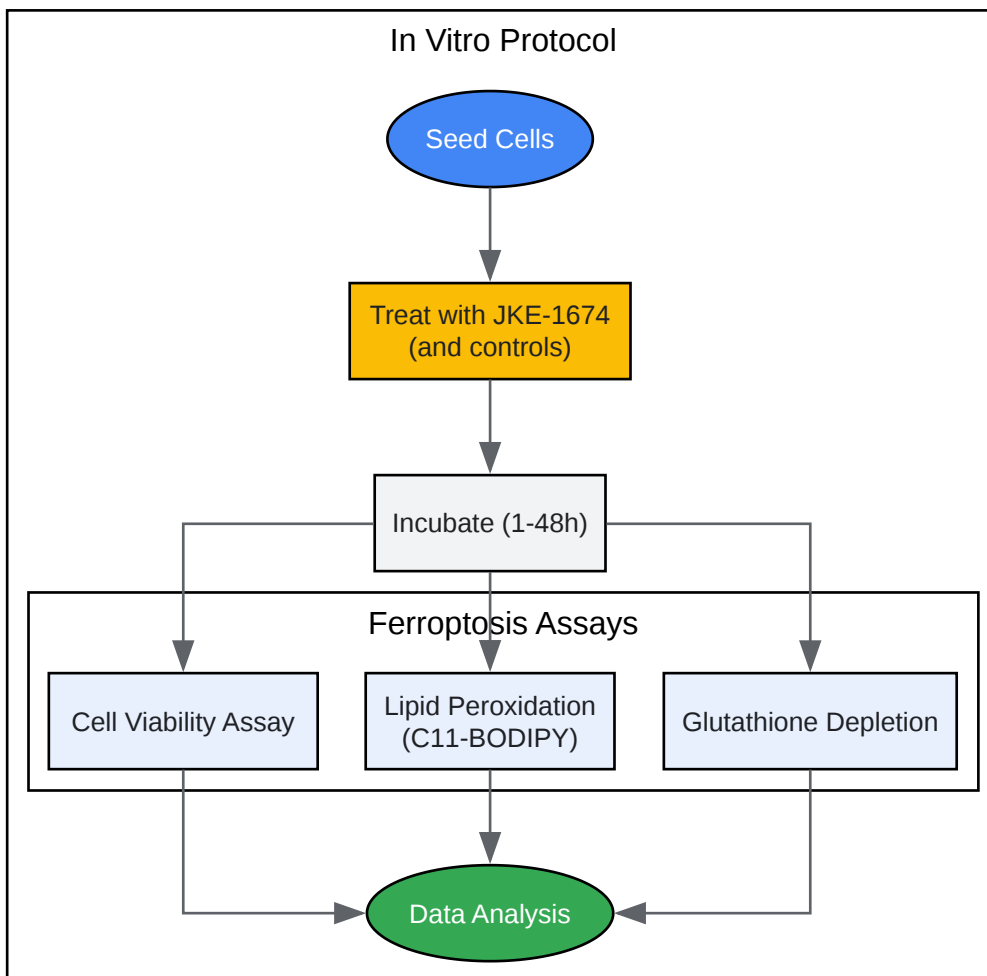 In Vitro Protocol
Seed Cells
Treat with JKE-1674
(and controls)
Incubate (1-48h)
Ferroptosis Assays
Cell Viability Assay
Lipid Peroxidation
(C11-BODIPY)
Glutathione Depletion
Data Analysis